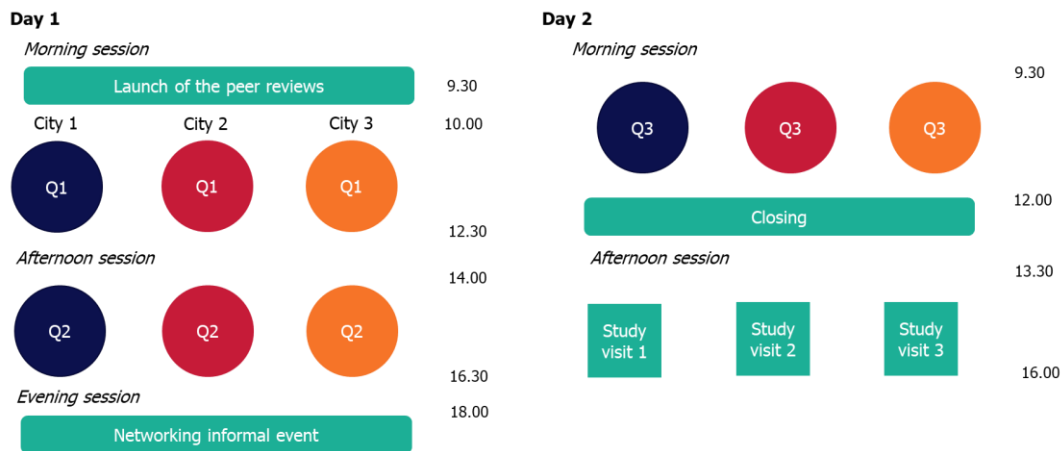 Day 1
Morning session
Launch of the peer reviews
9.30
City 1 City 2 City 3
10.00
Q1 Q1 Q1
12.30
Afternoon session
14.00
Q2 Q2 Q2
16.30
Evening session
18.00
Networking informal event
Day 2
Morning session
9.30
Q3 Q3 Q3
12.00
Closing
Afternoon session
13.30
Study Study Study
visit 1 visit 2 visit 3
16.00